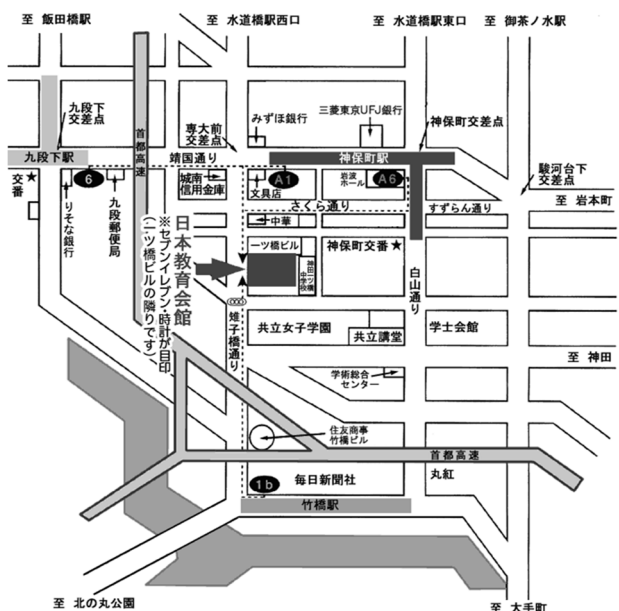 至 飯田橋駅
至 水道橋駅西口
至 水道橋駅東口
至 御茶ノ水駅
九段下
交差点
首都高速
専大前
交差点
みずほ銀行
三菱東京UFJ銀行
神保町交差点
九段下駅
靖国通り
神保町駅
駿河台下
交差点
交番★
6
りそな銀行
九段郵便局
城南
信用金庫
文具店
A1
岩波
ホール
A6
さくら通り
すずらん通り
至 岩本町
中華
日本教育会館
※セブンイレブン・時計が目印
(一ツ橋ビルの隣りです)
一ツ橋ビル
神田一ツ橋
中学校
神保町交番★
白山通り
雉子橋通り
共立女子学園
共立講堂
学士会館
至 神田
学術総合
センター
住友商事
竹橋ビル
首都高速
丸紅
1b
毎日新聞社
竹橋駅
至 北の丸公園
至 大手町